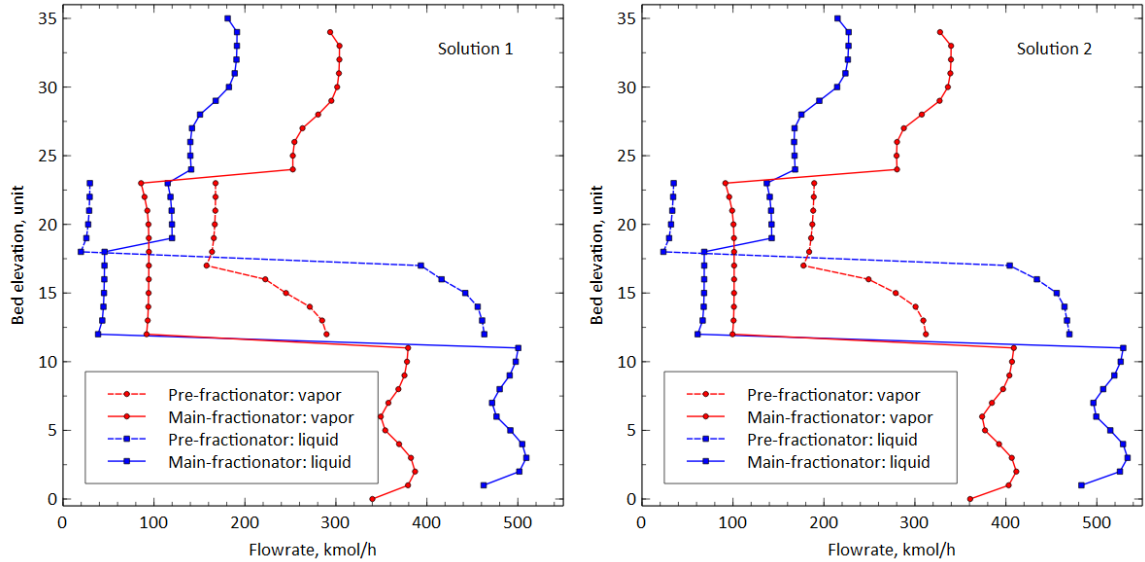 Solution 1
Bed elevation, unit
35
30
25
20
15
10
5
0
Pre-fractionator: vapor
Main-fractionator: vapor
Pre-fractionator: liquid
Main-fractionator: liquid
0 100 200 300 400 500
Flowrate, kmol/h
Solution 2
Bed elevation, unit
35
30
25
20
15
10
5
0
Pre-fractionator: vapor
Main-fractionator: vapor
Pre-fractionator: liquid
Main-fractionator: liquid
0 100 200 300 400 500
Flowrate, kmol/h